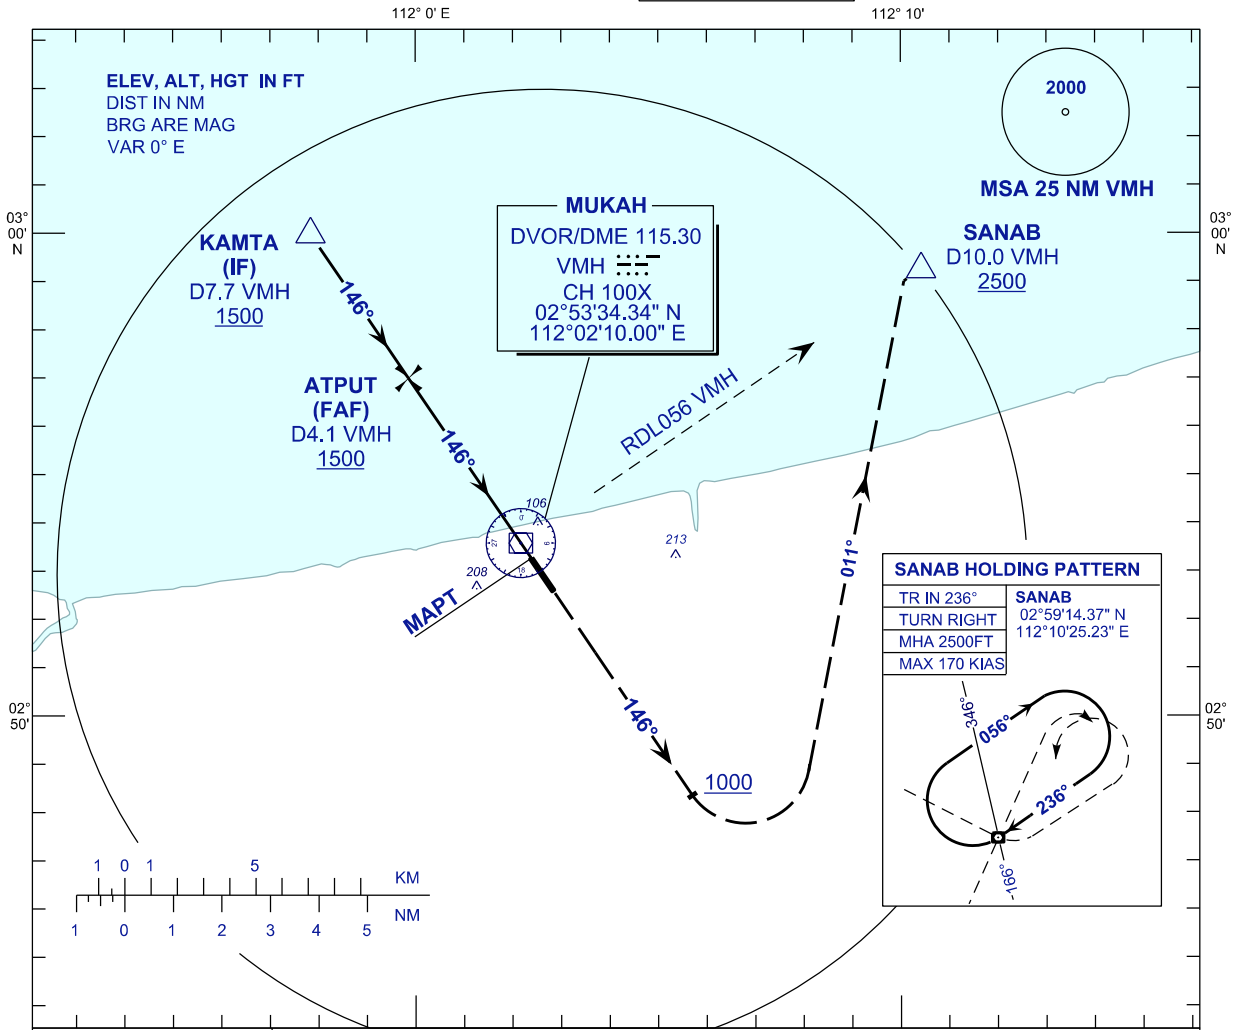 112° 0' E
112° 10'
ELEV, ALT, HGT IN FT
DIST IN NM
BRG ARE MAG
VAR 0° E
2000
MSA 25 NM VMH
03°
00'
N
03°
00'
N
MUKAH
DVOR/DME 115.30
VMH
CH 100X
02°53'34.34" N
112°02'10.00" E
KAMTA
(IF)
D7.7 VMH
1500
SANAB
D10.0 VMH
2500
146°
ATPUT
(FAF)
D4.1 VMH
1500
RDL056 VMH
146°
106
0
27
9
18
213
208
MAPT
011°
146°
1000
SANAB HOLDING PATTERN
TR IN 236°
TURN RIGHT
MHA 2500FT
MAX 170 KIAS
SANAB
02°59'14.37" N
112°10'25.23" E
346°
056°
236°
166°
02°
50'
02°
50'
1 0 1 5
KM
NM
1 0 1 2 3 4 5